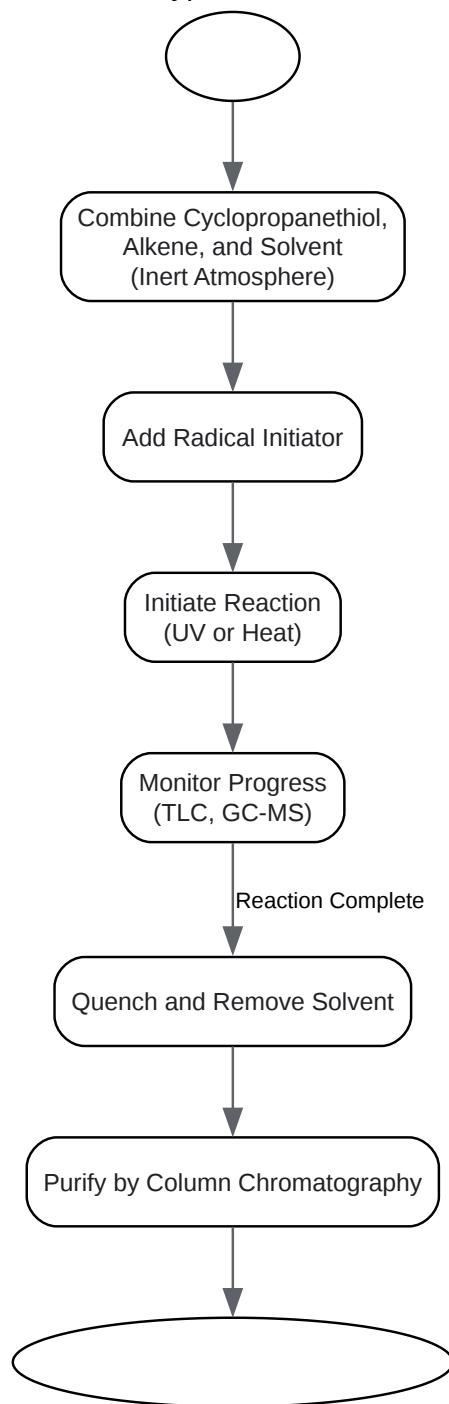 Combine Cyclopropanethiol,
Alkene, and Solvent
(Inert Atmosphere)
Add Radical Initiator
Initiate Reaction
(UV or Heat)
Monitor Progress
(TLC, GC-MS)
Reaction Complete
Quench and Remove Solvent
Purify by Column Chromatography